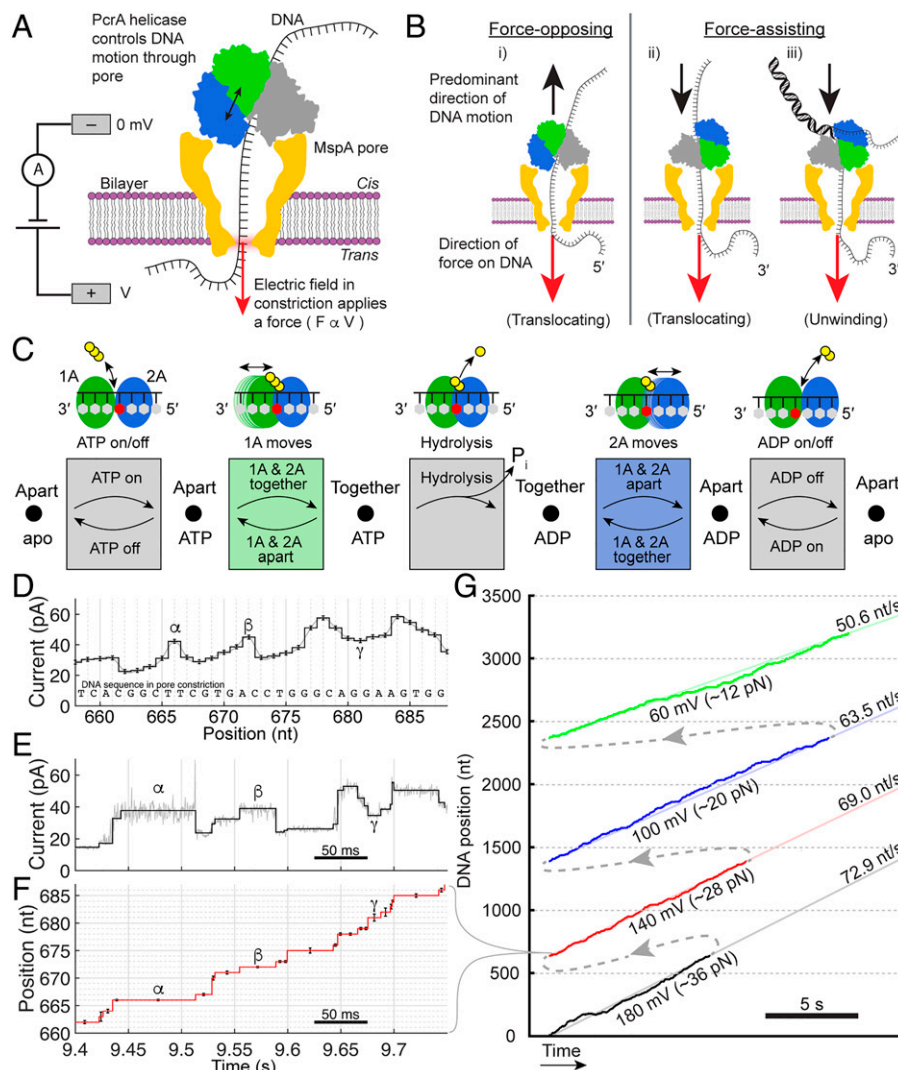 A
PcrA helicase
controls DNA
motion through
pore
DNA
− 0 mV
A
MspA pore
Bilayer
Cis
Trans
+ V
Electric field in
constriction applies
a force ( F α V )
B
Force-opposing
Force-assisting
i)
ii)
iii)
Predominant
direction of
DNA motion
Direction of
force on DNA
5′
3′
3′
(Translocating)
(Translocating)
(Unwinding)
C
1A 2A
3′ 5′ 3′ 5′ 3′ 5′ 3′ 5′ 3′ 5′
ATP on/off
1A moves
Hydrolysis
2A moves
ADP on/off
Apart
apo
ATP on
ATP off
Apart
ATP
1A & 2A
together
1A & 2A
apart
Together
ATP
Hydrolysis
Pi
Together
ADP
1A & 2A
apart
1A & 2A
together
Apart
ADP
ADP off
ADP on
Apart
apo
D
Current (pA)
60
40
20
0
α
β
γ
DNA sequence in pore constriction
T C A C G G C T T C G T G A C C T G G G C A G G A A G T G G
660 665 670 675 680 685
Position (nt)
E
Current (pA)
60
40
20
0
α
β
γ
50 ms
F
Position (nt)
685
680
675
670
665
660
α
β
γ
50 ms
9.4 9.45 9.5 9.55 9.6 9.65 9.7
Time (s)
G
DNA position (nt)
3500
3000
2500
2000
1500
1000
500
0
50.6 nt/s
60 mV (~12 pN)
63.5 nt/s
100 mV (~20 pN)
69.0 nt/s
140 mV (~28 pN)
72.9 nt/s
180 mV (~36 pN)
5 s
Time